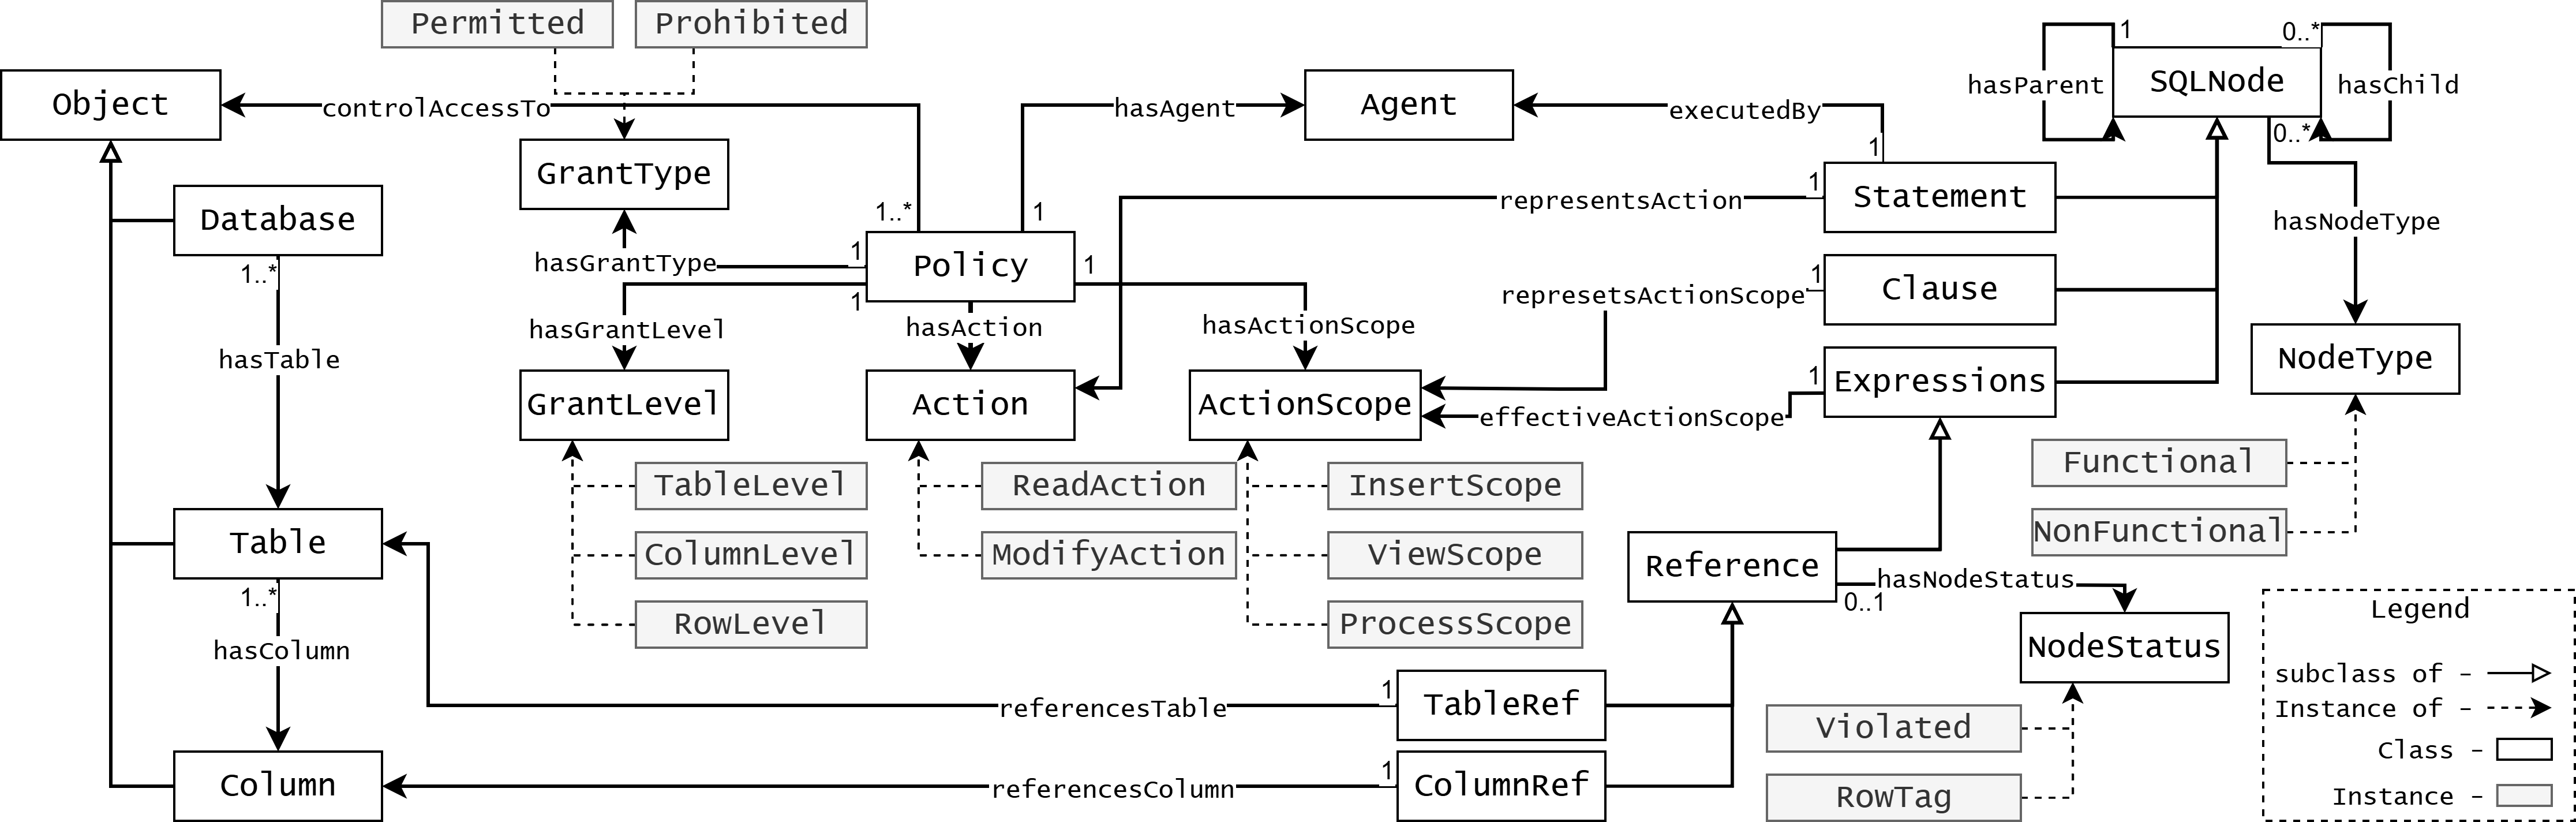 Permitted
Prohibited
1
0..*
Object
controlAccessTo
hasAgent
Agent
executedBy
hasParent
SQLNode
hasChild
0..*
GrantType
1
Database
1..*
1
representsAction
1
Statement
hasNodeType
1..*
hasGrantType
1
Policy
1
1
Clause
hasTable
hasGrantLevel
1
hasAction
hasActionScope
represetsActionScope
NodeType
GrantLevel
Action
ActionScope
effectiveActionScope
1
Expressions
TableLevel
ReadAction
InsertScope
Functional
Table
ColumnLevel
ModifyAction
ViewScope
Reference
NonFunctional
1..*
RowLevel
ProcessScope
hasNodeStatus
0..1
hasColumn
NodeStatus
referencesTable
1
TableRef
Violated
Column
referencesColumn
1
ColumnRef
RowTag
Legend
subclass of -
Instance of -
Class -
Instance -